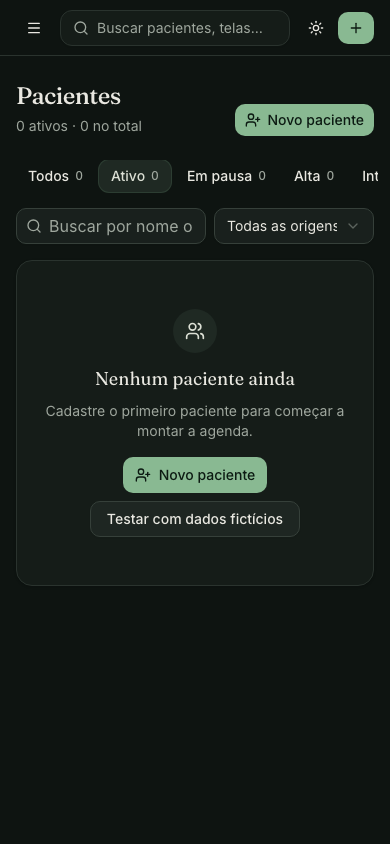 Buscar pacientes, telas...
Pacientes
0 ativos · 0 no total
Novo paciente
Todos 0 Ativo 0 Em pausa 0 Alta 0 Int
Buscar por nome o
Todas as origens
Nenhum paciente ainda
Cadastre o primeiro paciente para começar a
montar a agenda.
Novo paciente
Testar com dados fictícios